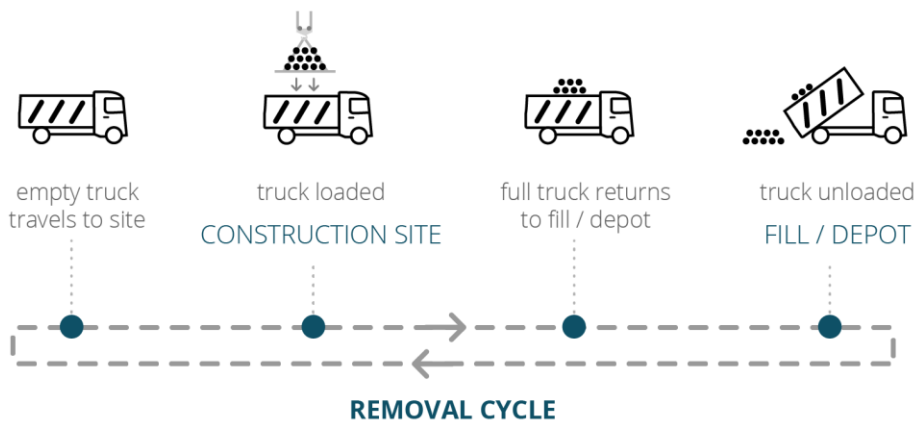 empty truck
travels to site
truck loaded
CONSTRUCTION SITE
full truck returns
to fill / depot
truck unloaded
FILL / DEPOT
REMOVAL CYCLE